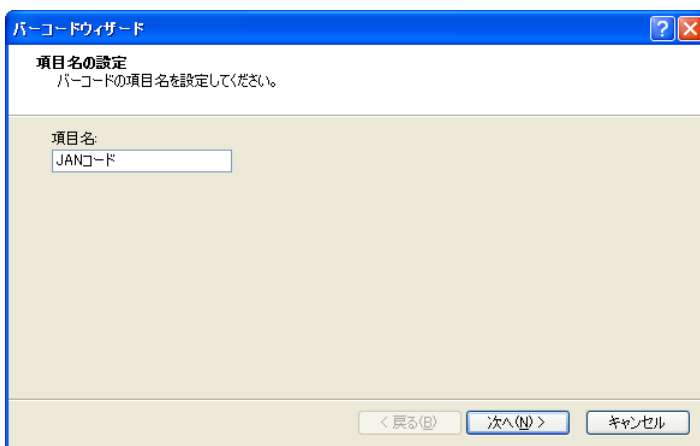 バーコードウィザード
項目名の設定
バーコードの項目名を設定してください。
項目名:
JANコード
< 戻る(B) 次へ(N) > キャンセル